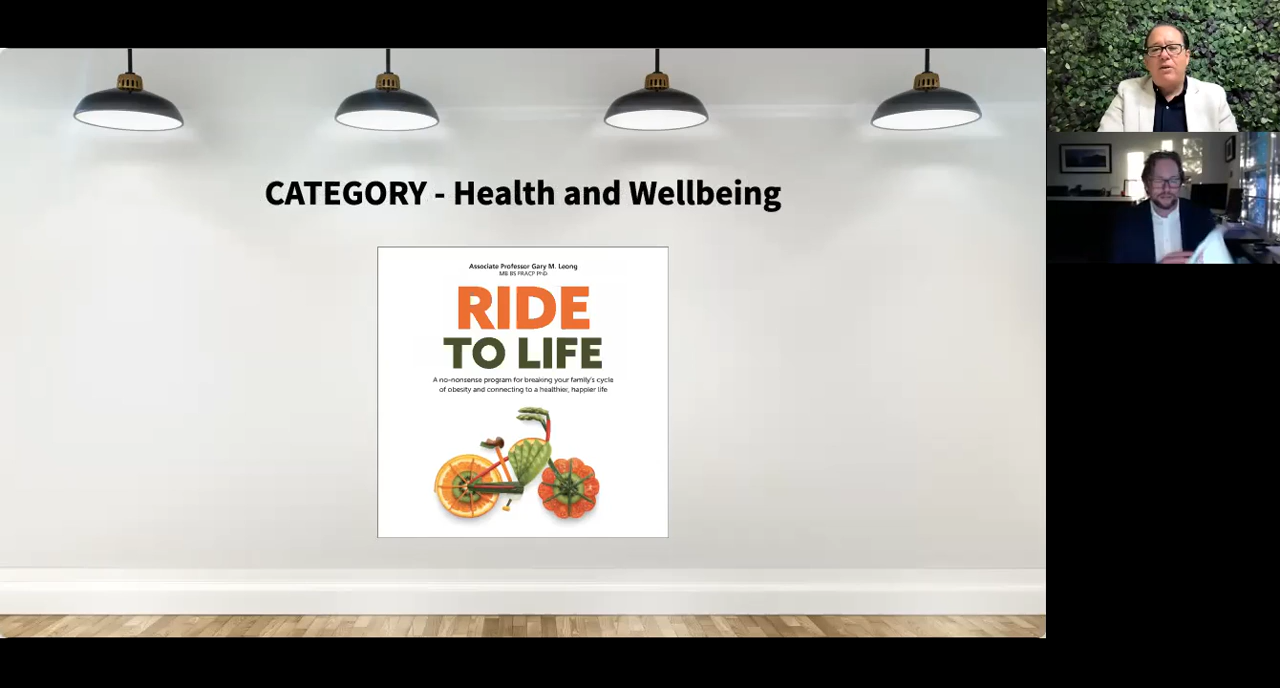 CATEGORY - Health and Wellbeing
Associate Professor Gary M. Leong
MB BS FRACP PhD
RIDE
TO LIFE
A no-nonsense program for breaking your family's cycle
of obesity and connecting to a healthier, happier life